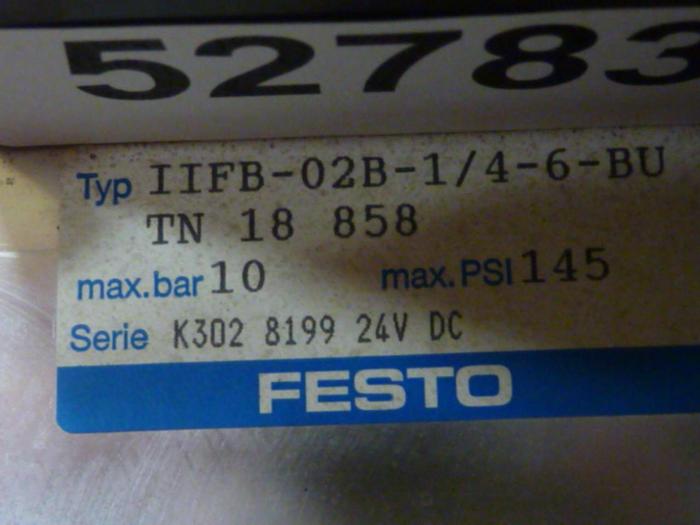 52783
Typ IIFB-02B-1/4-6-BU
TN 18 858
max.bar 10 max.PSI 145
Serie K302 8199 24V DC
FESTO